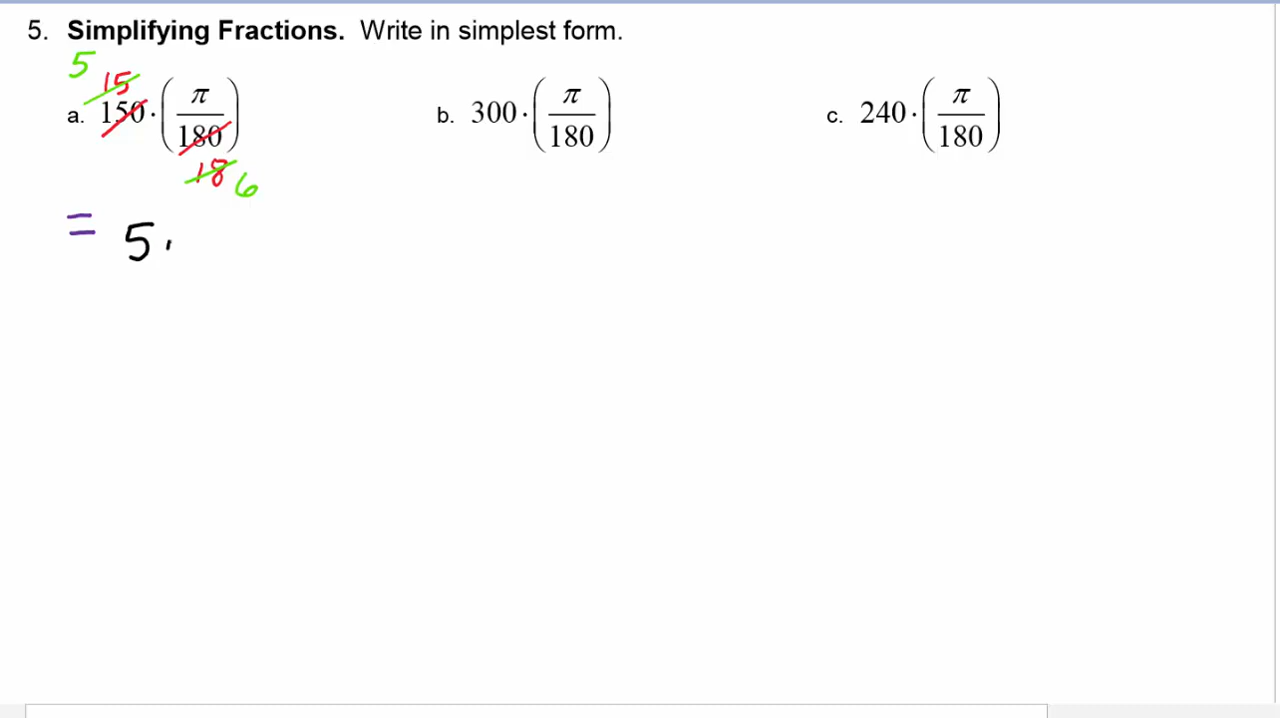 5. Simplifying Fractions. Write in simplest form.
5
15
a. 150 · (π/180)
b. 300 · (π/180)
c. 240 · (π/180)
18 6
= 5 ·